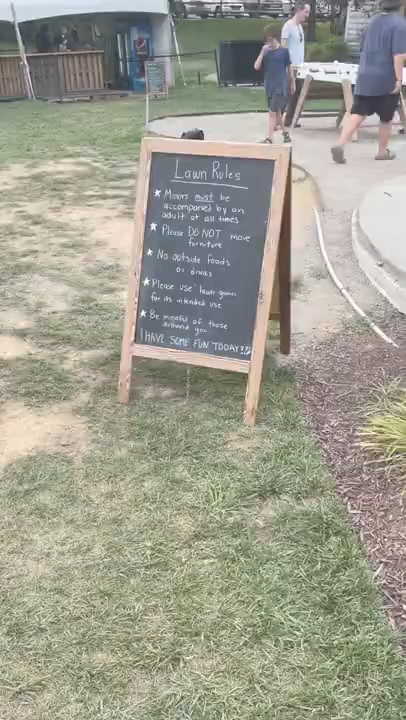 Lawn Rules
★ Minors must be
accompanied by an
adult at all times
★ Please DO NOT move
furniture
★ No outside foods
or drinks
★ Please use lawn games
for its intended use
★ Be mindful of those
around you
! HAVE SOME FUN TODAY !!!